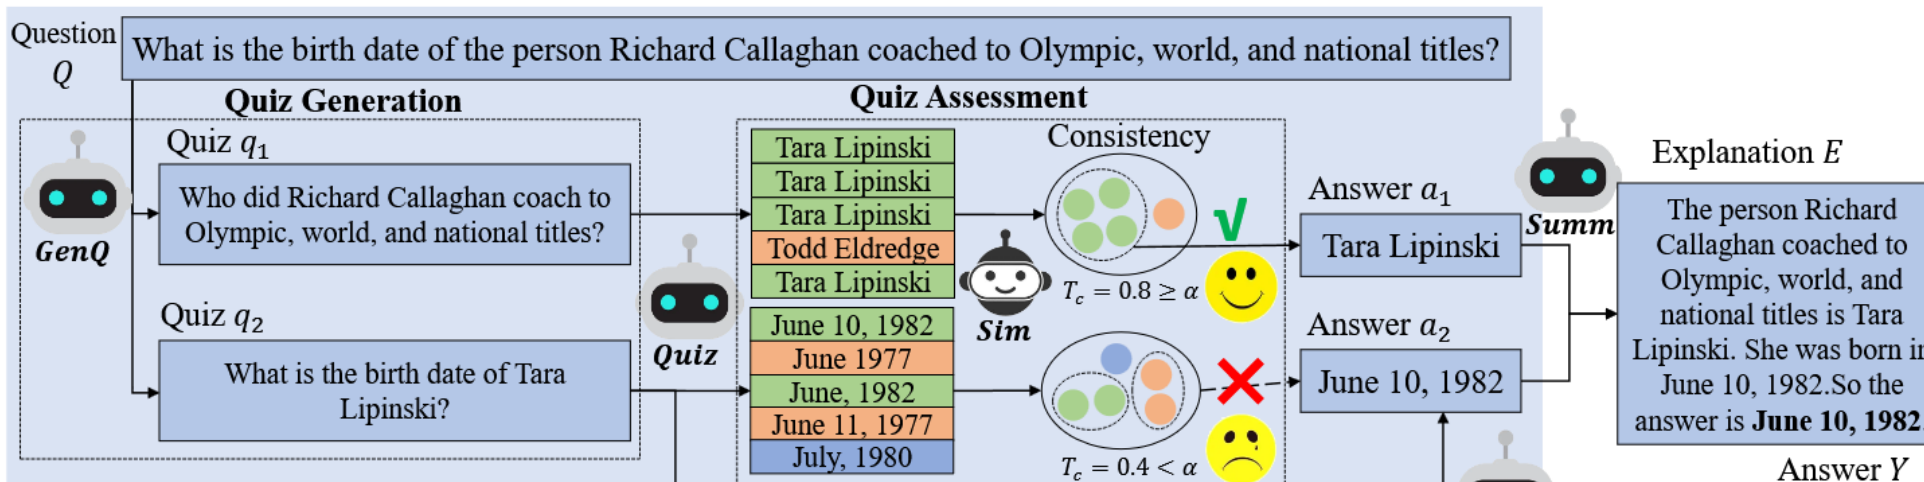 Question
Q
What is the birth date of the person Richard Callaghan coached to Olympic, world, and national titles?
Quiz Generation
Quiz Assessment
Quiz q1
Who did Richard Callaghan coach to
Olympic, world, and national titles?
GenQ
Quiz q2
What is the birth date of Tara
Lipinski?
Quiz
Tara Lipinski
Tara Lipinski
Tara Lipinski
Todd Eldredge
Tara Lipinski
June 10, 1982
June 1977
June, 1982
June 11, 1977
July, 1980
Consistency
Tc = 0.8 ≥ α
Sim
Tc = 0.4 < α
Answer a1
Tara Lipinski
Answer a2
June 10, 1982
Summ
Explanation E
The person Richard
Callaghan coached to
Olympic, world, and
national titles is Tara
Lipinski. She was born in
June 10, 1982.So the
answer is June 10, 1982.
Answer Y